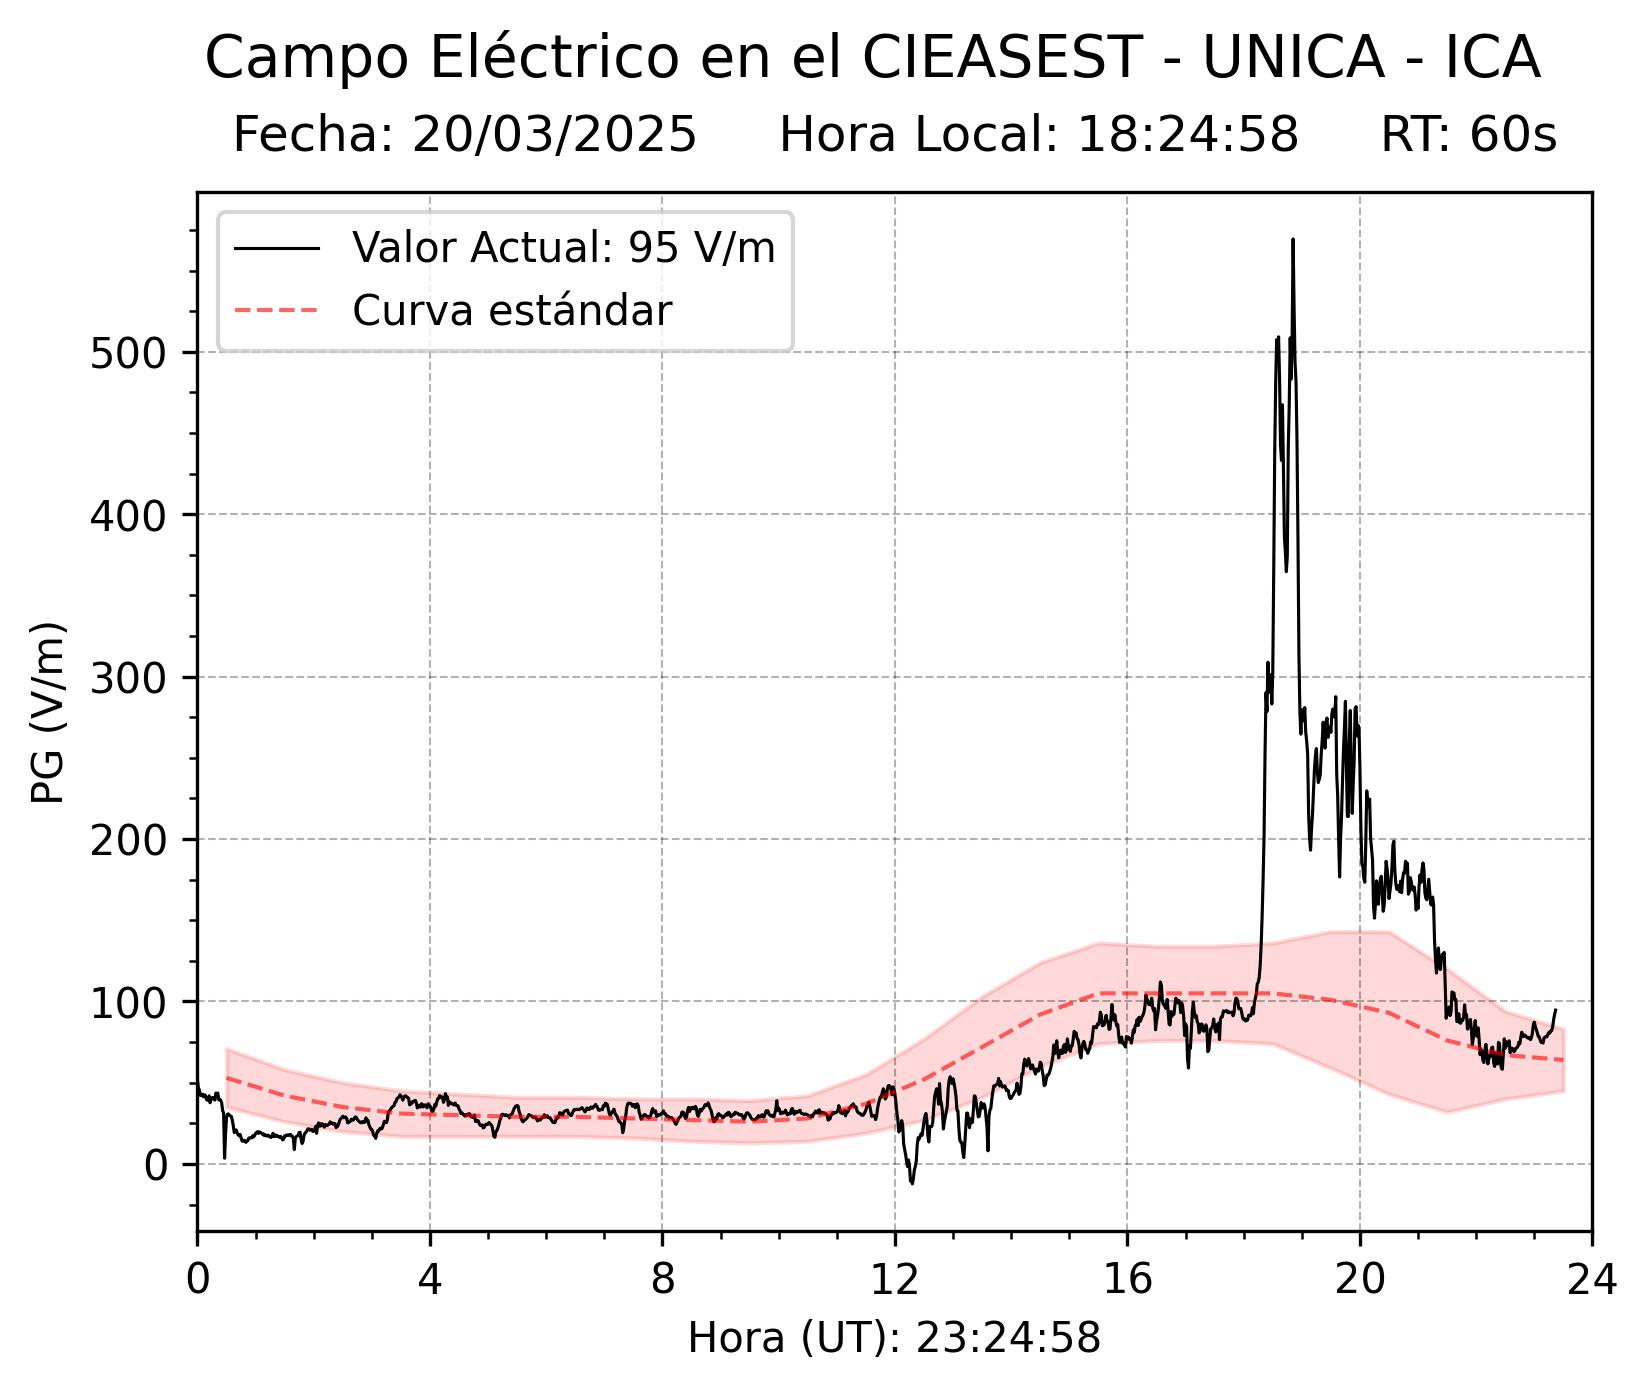 Campo Eléctrico en el CIEASEST - UNICA - ICA
Fecha: 20/03/2025 Hora Local: 18:24:58 RT: 60s
Valor Actual: 95 V/m
Curva estándar
500
400
300
200
100
0
PG (V/m)
0 4 8 12 16 20 24
Hora (UT): 23:24:58